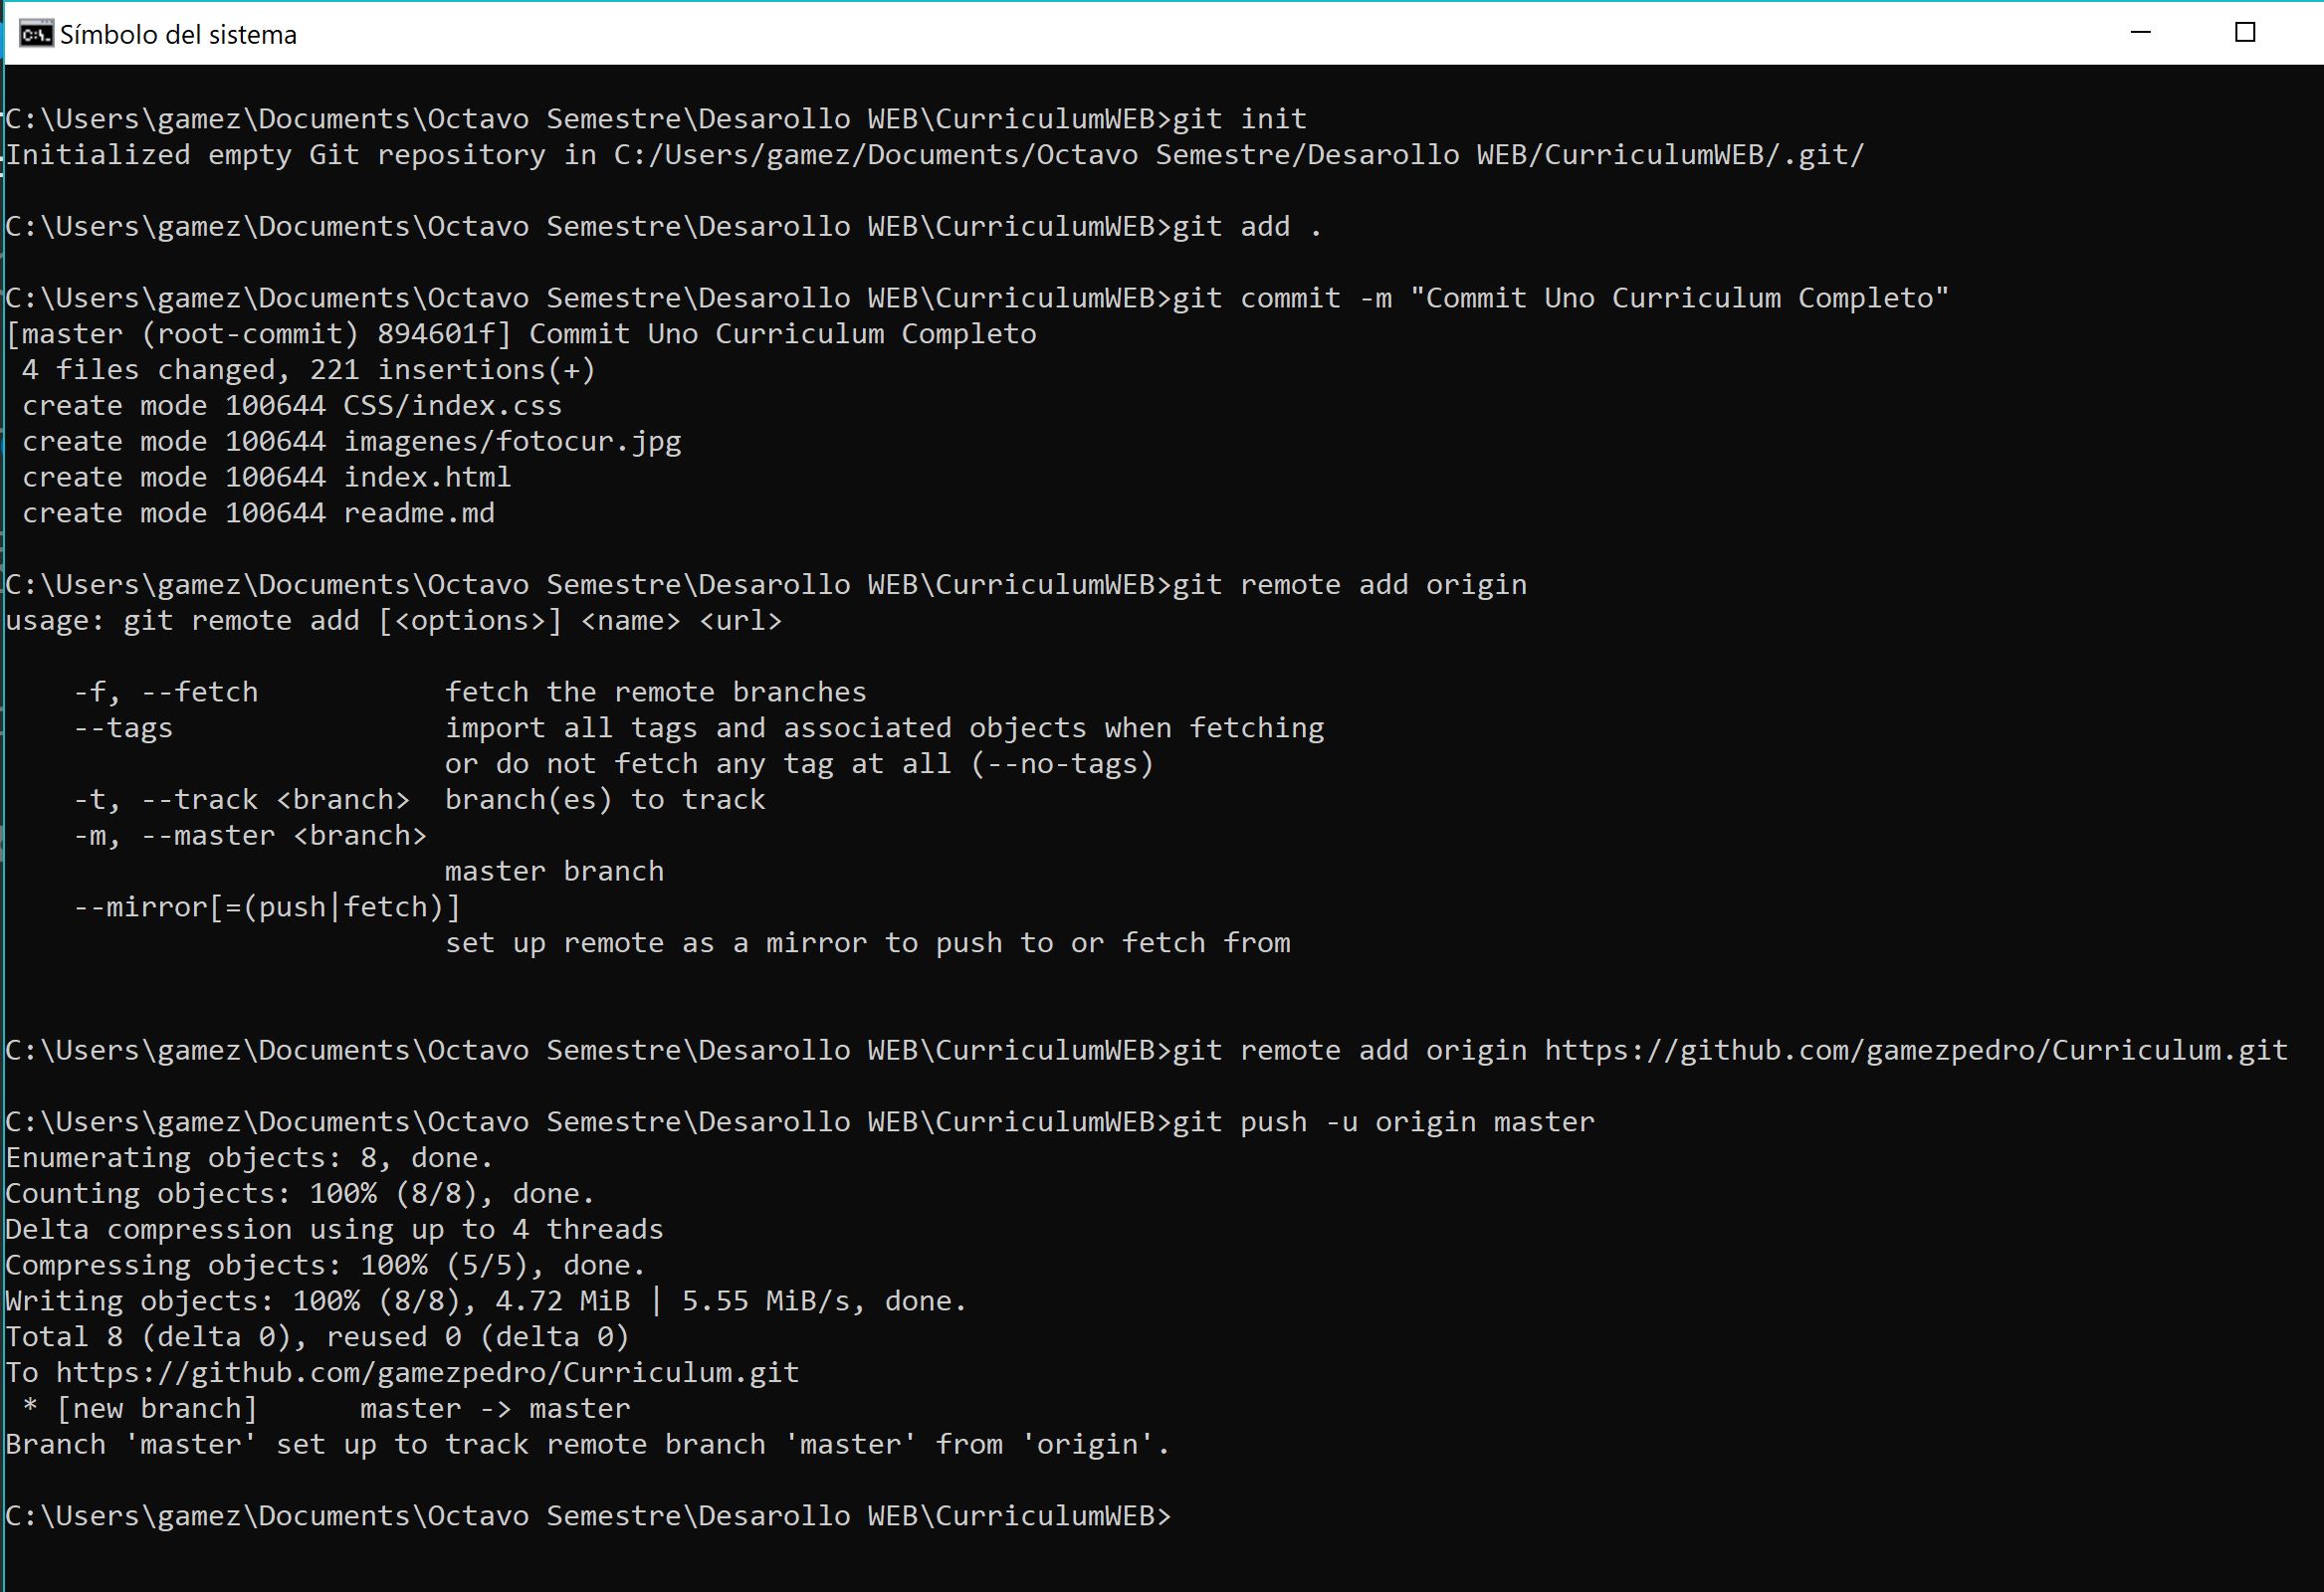 Símbolo del sistema
C:\Users\gamez\Documents\Octavo Semestre\Desarollo WEB\CurriculumWEB>git init
Initialized empty Git repository in C:/Users/gamez/Documents/Octavo Semestre/Desarollo WEB/CurriculumWEB/.git/
C:\Users\gamez\Documents\Octavo Semestre\Desarollo WEB\CurriculumWEB>git add .
C:\Users\gamez\Documents\Octavo Semestre\Desarollo WEB\CurriculumWEB>git commit -m "Commit Uno Curriculum Completo"
[master (root-commit) 894601f] Commit Uno Curriculum Completo
 4 files changed, 221 insertions(+)
 create mode 100644 CSS/index.css
 create mode 100644 imagenes/fotocur.jpg
 create mode 100644 index.html
 create mode 100644 readme.md
C:\Users\gamez\Documents\Octavo Semestre\Desarollo WEB\CurriculumWEB>git remote add origin
usage: git remote add [<options>] <name> <url>
    -f, --fetch           fetch the remote branches
    --tags                import all tags and associated objects when fetching
                          or do not fetch any tag at all (--no-tags)
    -t, --track <branch>  branch(es) to track
    -m, --master <branch>
                          master branch
    --mirror[=(push|fetch)]
                          set up remote as a mirror to push to or fetch from
C:\Users\gamez\Documents\Octavo Semestre\Desarollo WEB\CurriculumWEB>git remote add origin https://github.com/gamezpedro/Curriculum.git
C:\Users\gamez\Documents\Octavo Semestre\Desarollo WEB\CurriculumWEB>git push -u origin master
Enumerating objects: 8, done.
Counting objects: 100% (8/8), done.
Delta compression using up to 4 threads
Compressing objects: 100% (5/5), done.
Writing objects: 100% (8/8), 4.72 MiB | 5.55 MiB/s, done.
Total 8 (delta 0), reused 0 (delta 0)
To https://github.com/gamezpedro/Curriculum.git
 * [new branch]      master -> master
Branch 'master' set up to track remote branch 'master' from 'origin'.
C:\Users\gamez\Documents\Octavo Semestre\Desarollo WEB\CurriculumWEB>